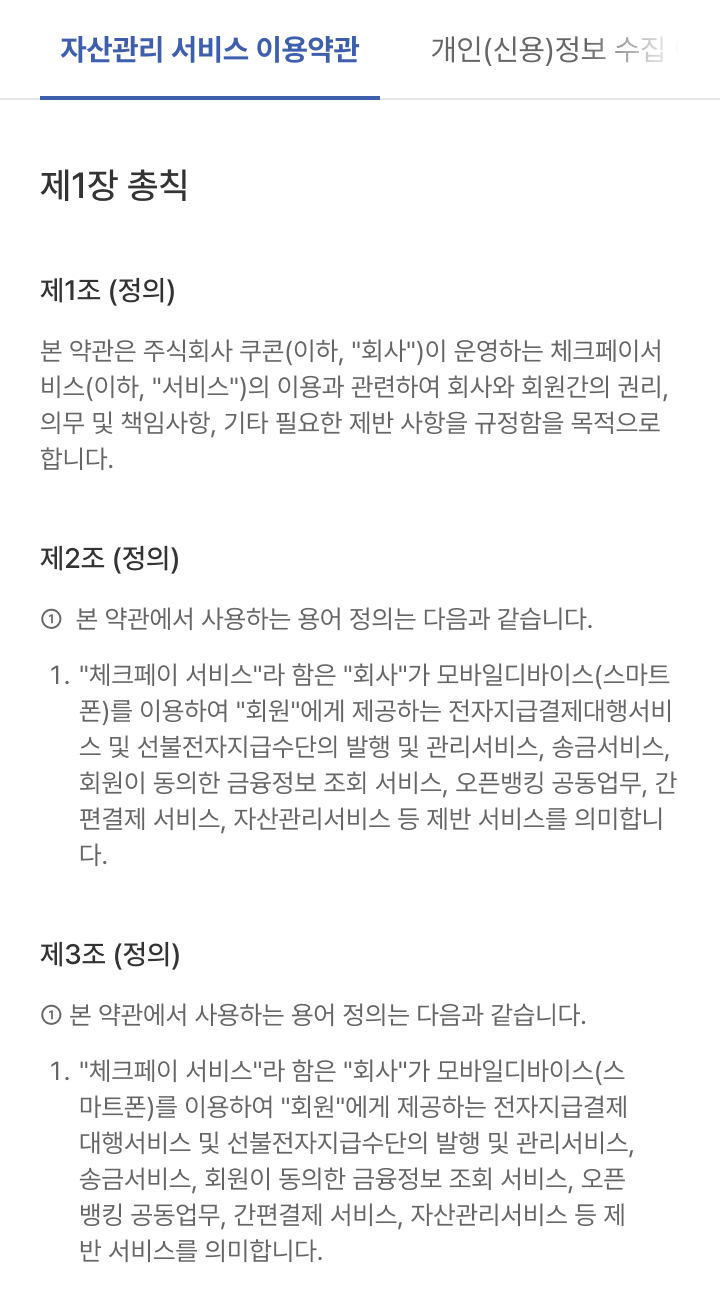 자산관리 서비스 이용약관
개인(신용)정보 수집
제1장 총칙
제1조 (정의)
본 약관은 주식회사 쿠콘(이하, "회사")이 운영하는 체크페이서
비스(이하, "서비스")의 이용과 관련하여 회사와 회원간의 권리,
의무 및 책임사항, 기타 필요한 제반 사항을 규정함을 목적으로
합니다.
제2조 (정의)
① 본 약관에서 사용하는 용어 정의는 다음과 같습니다.
1. "체크페이 서비스"라 함은 "회사"가 모바일디바이스(스마트
폰)를 이용하여 "회원"에게 제공하는 전자지급결제대행서비
스 및 선불전자지급수단의 발행 및 관리서비스, 송금서비스,
회원이 동의한 금융정보 조회 서비스, 오픈뱅킹 공동업무, 간
편결제 서비스, 자산관리서비스 등 제반 서비스를 의미합니
다.
제3조 (정의)
① 본 약관에서 사용하는 용어 정의는 다음과 같습니다.
1. "체크페이 서비스"라 함은 "회사"가 모바일디바이스(스
마트폰)를 이용하여 "회원"에게 제공하는 전자지급결제
대행서비스 및 선불전자지급수단의 발행 및 관리서비스,
송금서비스, 회원이 동의한 금융정보 조회 서비스, 오픈
뱅킹 공동업무, 간편결제 서비스, 자산관리서비스 등 제
반 서비스를 의미합니다.